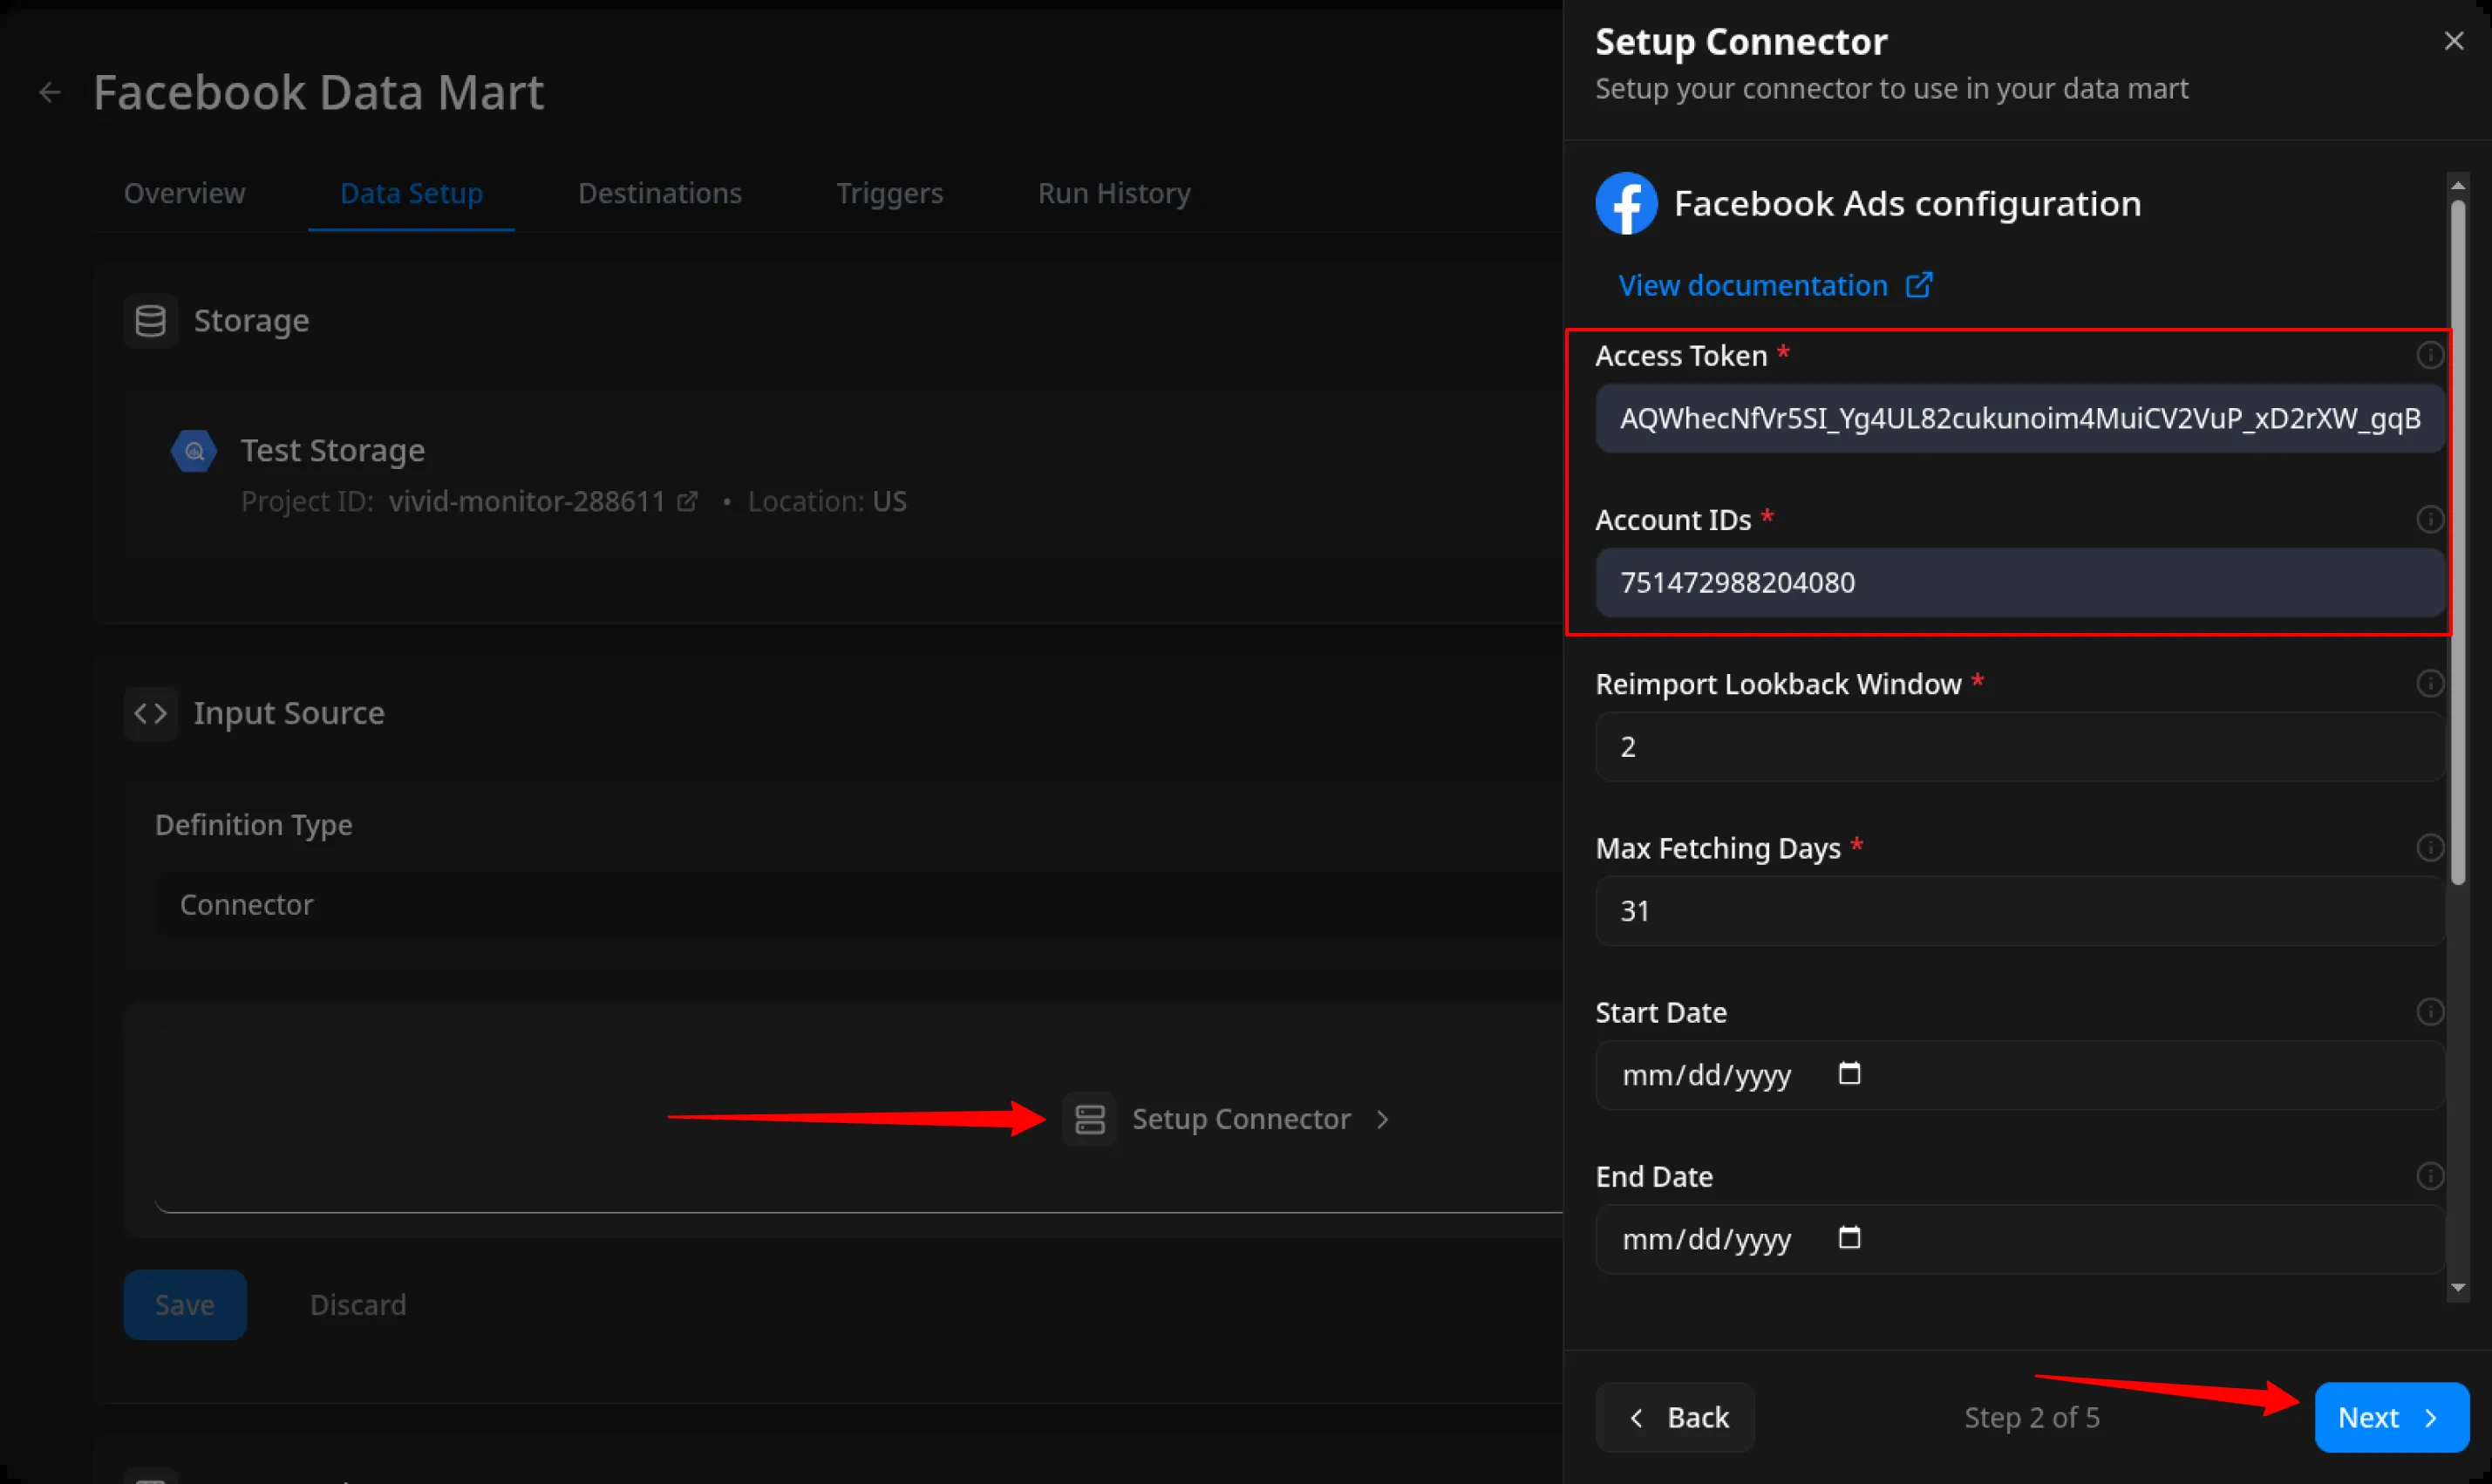 Facebook Data Mart
Overview
Data Setup
Destinations
Triggers
Run History
Storage
Test Storage
Project ID: vivid-monitor-288611 • Location: US
Input Source
Definition Type
Connector
Setup Connector
Save
Discard
Setup Connector
Setup your connector to use in your data mart
Facebook Ads configuration
View documentation
Access Token *
AQWhecNfVr5SI_Yg4UL82cukunoim4MuiCV2VuP_xD2rXW_gqB
Account IDs *
751472988204080
Reimport Lookback Window *
2
Max Fetching Days *
31
Start Date
mm/dd/yyyy
End Date
mm/dd/yyyy
Back
Step 2 of 5
Next